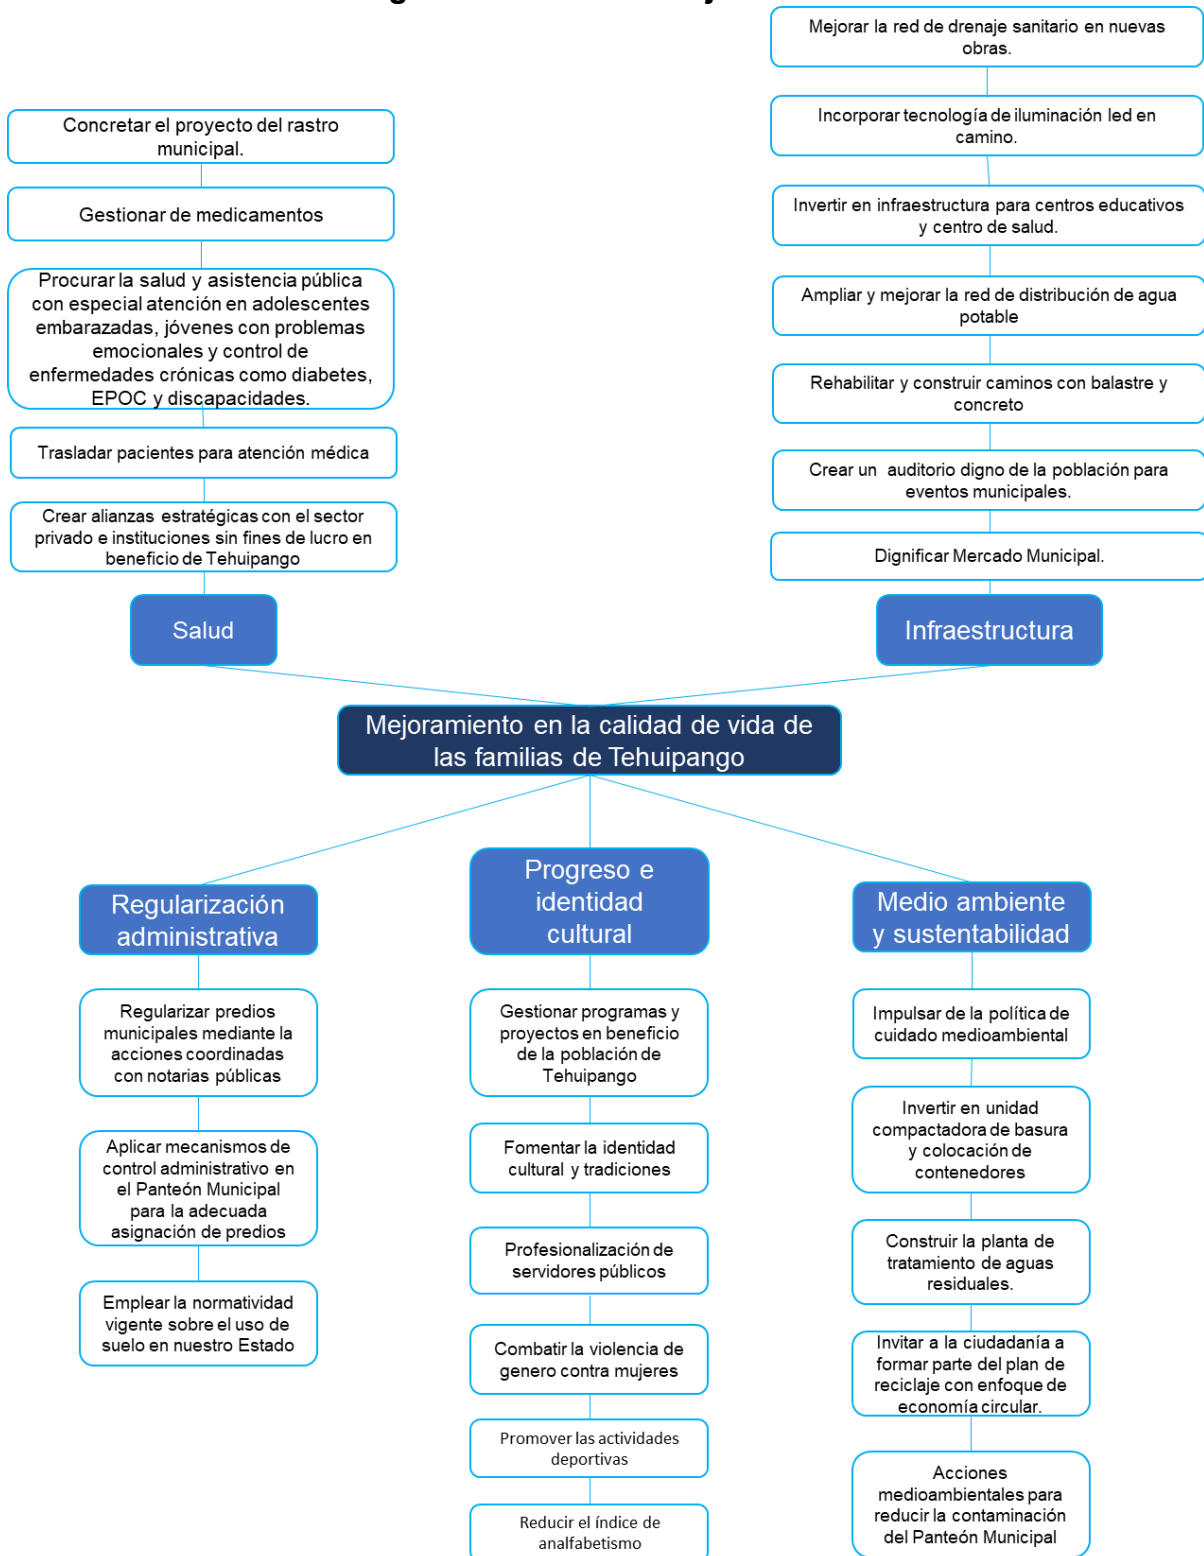 Mejorar la red de drenaje sanitario en nuevas
obras.
Incorporar tecnología de iluminación led en
camino.
Invertir en infraestructura para centros educativos
y centro de salud.
Ampliar y mejorar la red de distribución de agua
potable
Rehabilitar y construir caminos con balastre y
concreto
Crear un auditorio digno de la población para
eventos municipales.
Dignificar Mercado Municipal.
Infraestructura
Concretar el proyecto del rastro
municipal.
Gestionar de medicamentos
Procurar la salud y asistencia pública
con especial atención en adolescentes
embarazadas, jóvenes con problemas
emocionales y control de
enfermedades crónicas como diabetes,
EPOC y discapacidades.
Trasladar pacientes para atención médica
Crear alianzas estratégicas con el sector
privado e instituciones sin fines de lucro en
beneficio de Tehuipango
Salud
Mejoramiento en la calidad de vida de
las familias de Tehuipango
Regularización
administrativa
Regularizar predios
municipales mediante la
acciones coordinadas
con notarias públicas
Aplicar mecanismos de
control administrativo en
el Panteón Municipal
para la adecuada
asignación de predios
Emplear la normatividad
vigente sobre el uso de
suelo en nuestro Estado
Progreso e
identidad
cultural
Gestionar programas y
proyectos en beneficio
de la población de
Tehuipango
Fomentar la identidad
cultural y tradiciones
Profesionalización de
servidores públicos
Combatir la violencia de
genero contra mujeres
Promover las actividades
deportivas
Reducir el índice de
analfabetismo
Medio ambiente
y sustentabilidad
Impulsar de la política de
cuidado medioambiental
Invertir en unidad
compactadora de basura
y colocación de
contenedores
Construir la planta de
tratamiento de aguas
residuales.
Invitar a la ciudadanía a
formar parte del plan de
reciclaje con enfoque de
economía circular.
Acciones
medioambientales para
reducir la contaminación
del Panteón Municipal